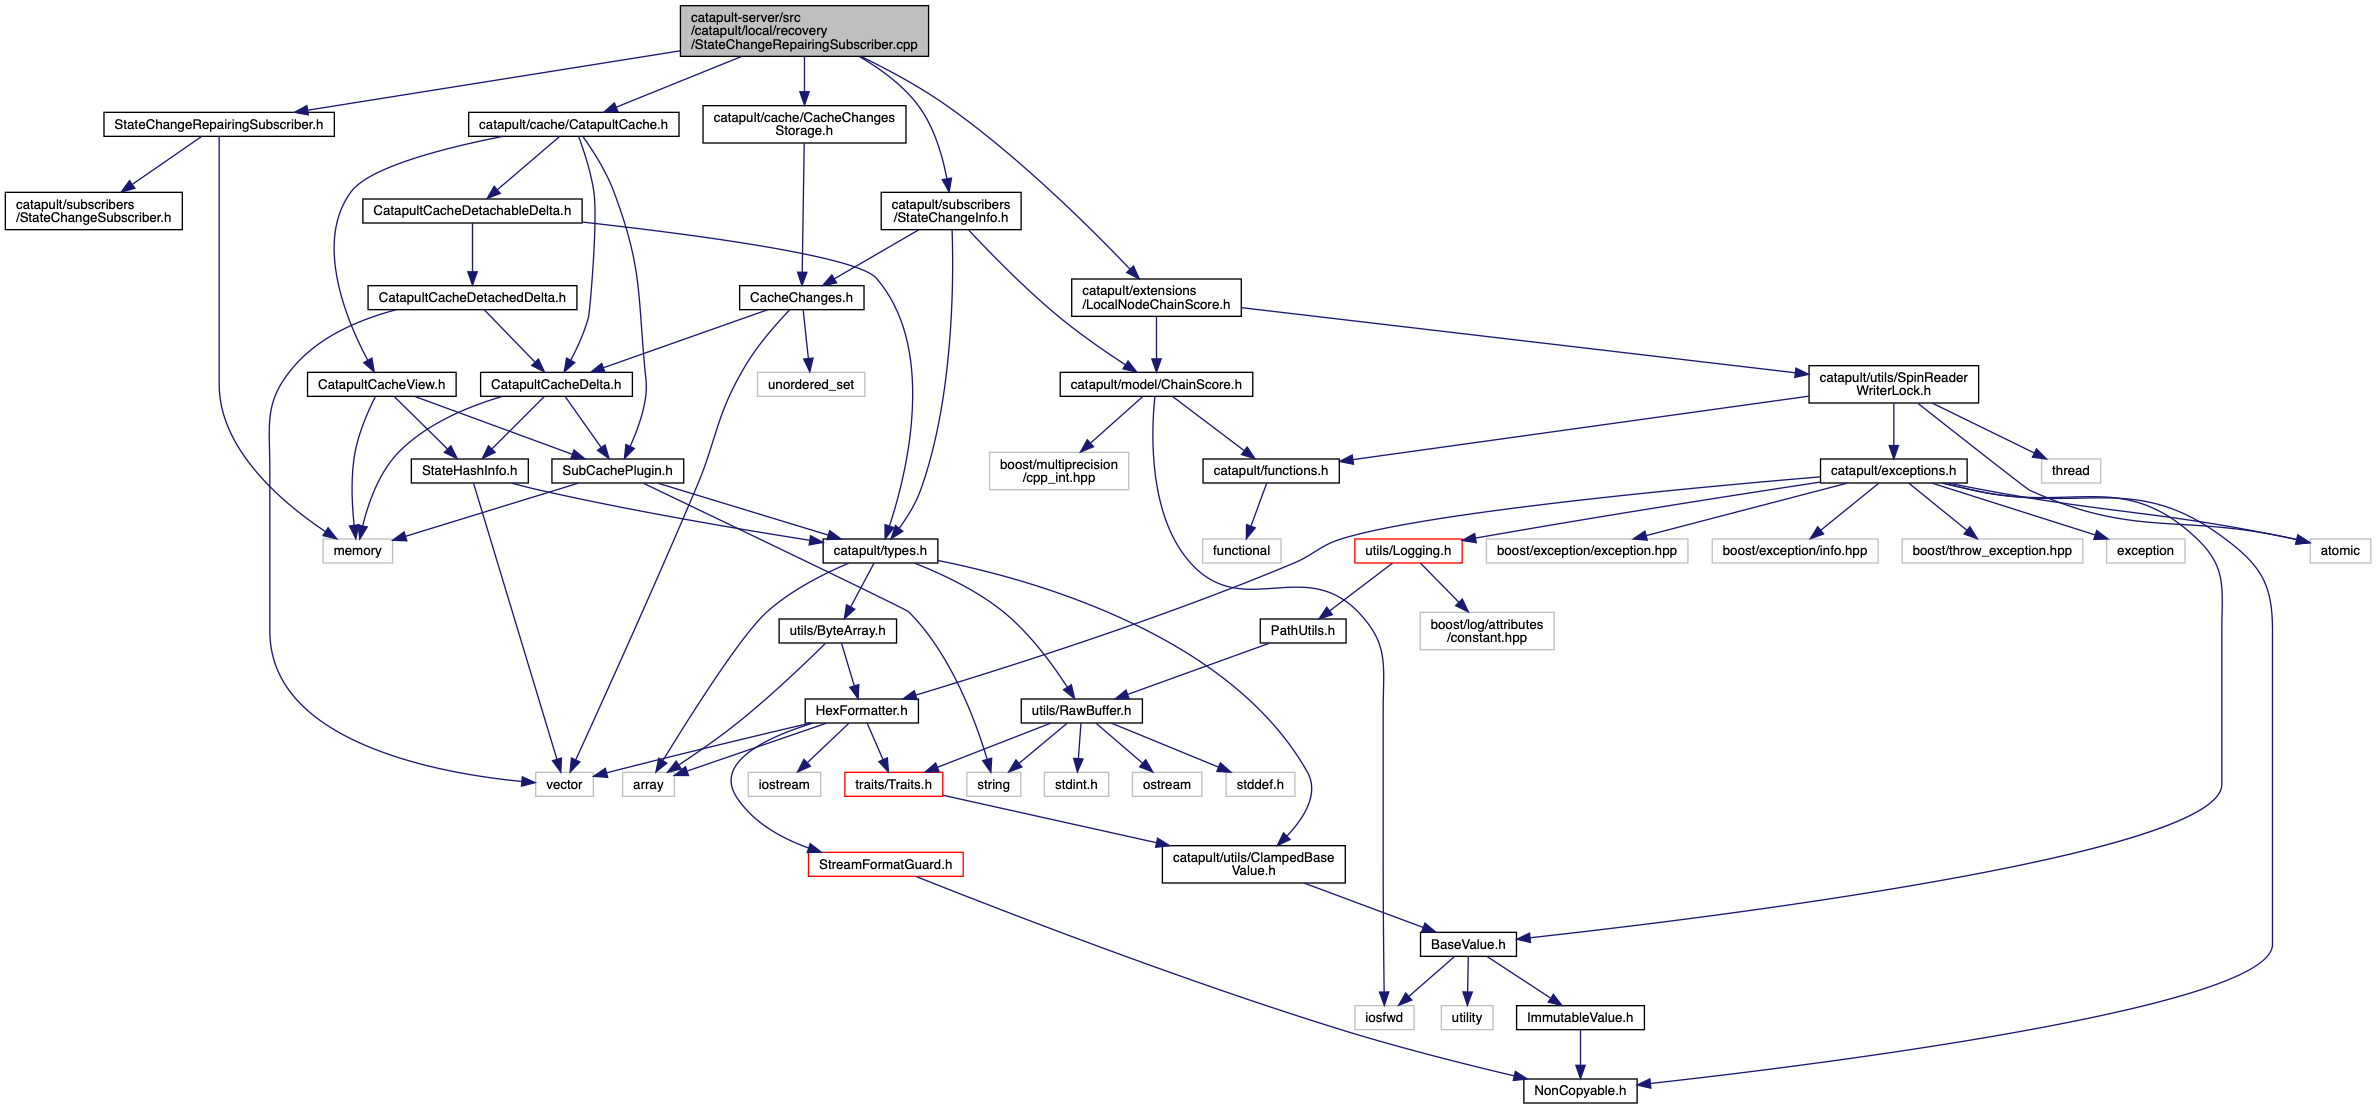 catapult-server/src
/catapult/local/recovery
/StateChangeRepairingSubscriber.cpp
StateChangeRepairingSubscriber.h
catapult/cache/CatapultCache.h
catapult/cache/CacheChanges
Storage.h
catapult/subscribers
/StateChangeSubscriber.h
CatapultCacheDetachableDelta.h
catapult/subscribers
/StateChangeInfo.h
CatapultCacheDetachedDelta.h
CacheChanges.h
catapult/extensions
/LocalNodeChainScore.h
CatapultCacheView.h
CatapultCacheDelta.h
unordered_set
catapult/model/ChainScore.h
catapult/utils/SpinReader
WriterLock.h
StateHashInfo.h
SubCachePlugin.h
boost/multiprecision
/cpp_int.hpp
catapult/functions.h
catapult/exceptions.h
thread
memory
catapult/types.h
functional
utils/Logging.h
boost/exception/exception.hpp
boost/exception/info.hpp
boost/throw_exception.hpp
exception
atomic
utils/ByteArray.h
PathUtils.h
boost/log/attributes
/constant.hpp
HexFormatter.h
utils/RawBuffer.h
vector
array
iostream
traits/Traits.h
string
stdint.h
ostream
stddef.h
StreamFormatGuard.h
catapult/utils/ClampedBase
Value.h
BaseValue.h
iosfwd
utility
ImmutableValue.h
NonCopyable.h